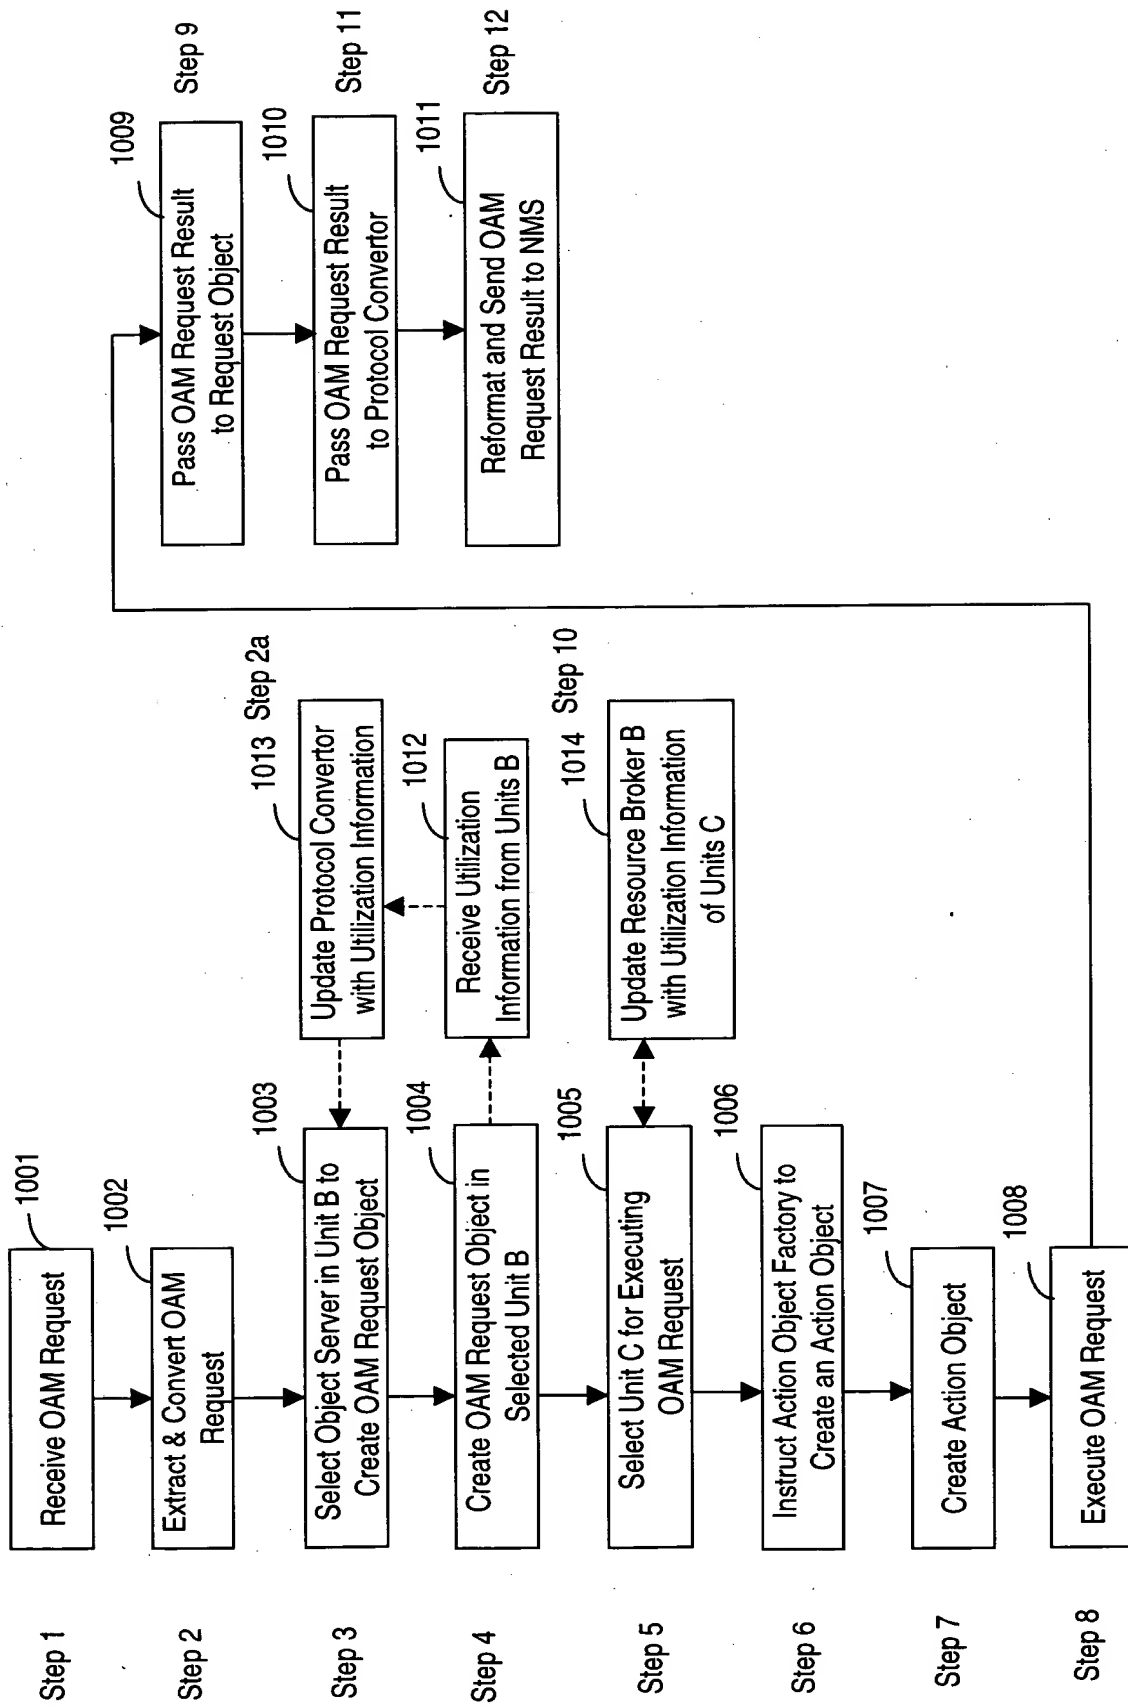 Step 1
Receive OAM Request
1001
Step 2
Extract & Convert OAM
Request
1002
Step 3
Select Object Server in Unit B to
Create OAM Request Object
1003
Update Protocol Convertor
with Utilization Information
1013
Step 2a
Step 4
Create OAM Request Object in
Selected Unit B
1004
Receive Utilization
Information from Units B
1012
Step 5
Select Unit C for Executing
OAM Request
1005
Update Resource Broker B
with Utilization Information
of Units C
1014
Step 10
Step 6
Instruct Action Object Factory to
Create an Action Object
1006
Step 7
Create Action Object
1007
Step 8
Execute OAM Request
1008
Pass OAM Request Result
to Request Object
1009
Step 9
Pass OAM Request Result
to Protocol Convertor
1010
Step 11
Reformat and Send OAM
Request Result to NMS
1011
Step 12